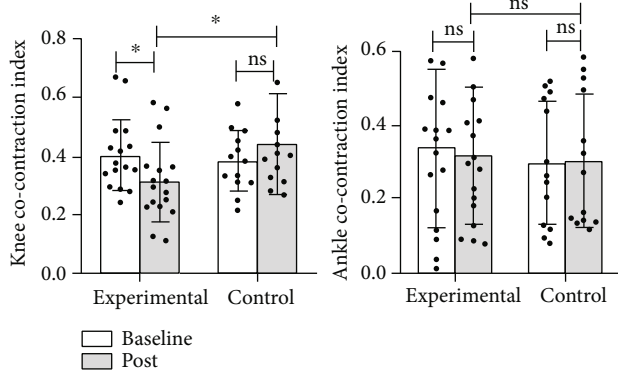 Knee co-contraction index
0.8
0.6
0.4
0.2
0.0
*
*
ns
Experimental
Control
Ankle co-contraction index
0.6
0.4
0.2
0.0
ns
ns
ns
Experimental
Control
Baseline
Post